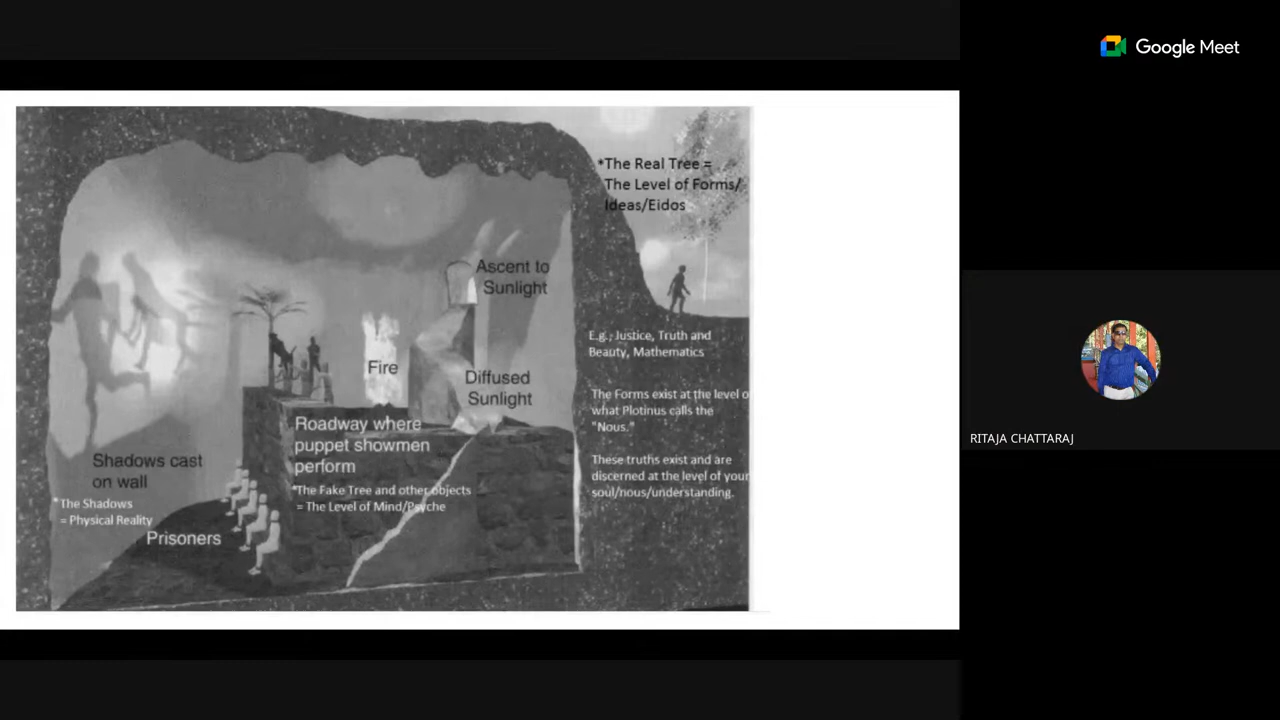 Google Meet
*The Real Tree =
The Level of Forms/
Ideas/Eidos
Ascent to
Sunlight
E.g.; Justice, Truth and
Beauty, Mathematics
Fire
Diffused
Sunlight
The Forms exist at the level o
what Plotinus calls the
"Nous."
Roadway where
puppet showmen
perform
These truths exist and are
discerned at the level of your
soul/nous/understanding.
Shadows cast
on wall
*The Fake Tree and other objects
= The Level of Mind/Psyche
*The Shadows
= Physical Reality
Prisoners
RITAJA CHATTARAJ